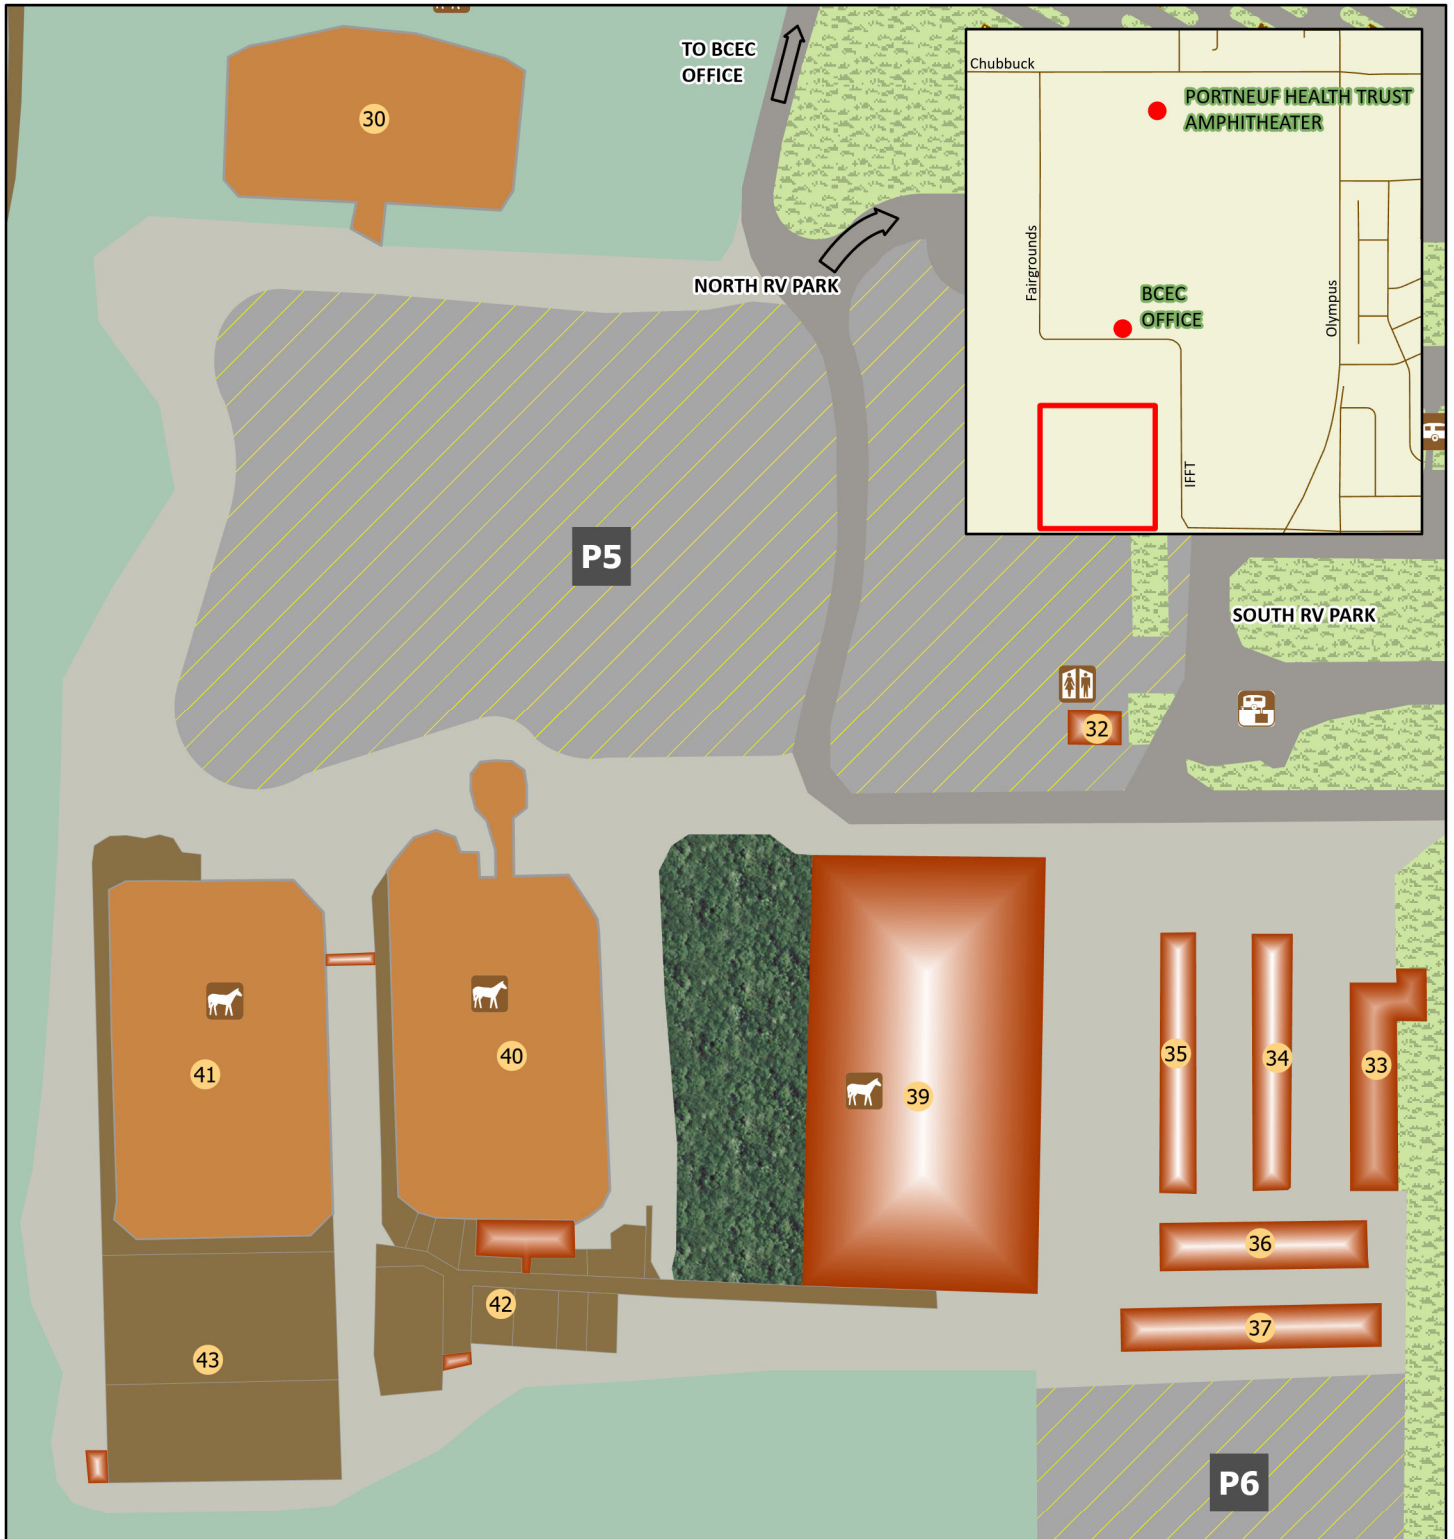 TO BCEC
OFFICE
30
NORTH RV PARK
Chubbuck
PORTNEUF HEALTH TRUST
AMPHITHEATER
Fairgrounds
BCEC
OFFICE
Olympus
IFFT
P5
SOUTH RV PARK
32
41
40
39
35
34
33
36
42
37
43
P6